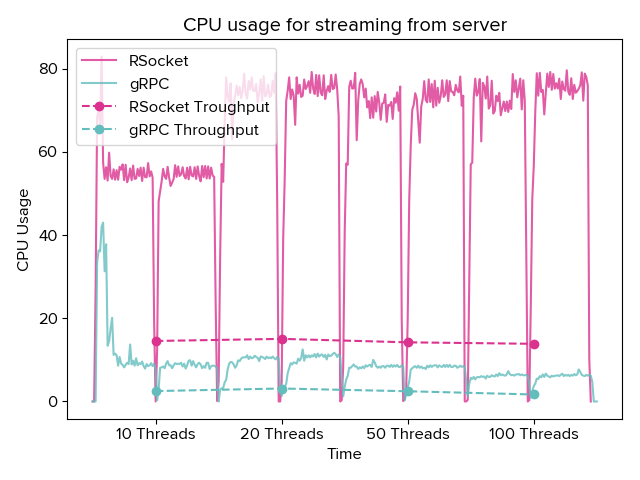 CPU usage for streaming from server
RSocket
gRPC
RSocket Troughput
gRPC Throughput
CPU Usage
80
60
40
20
0
10 Threads
20 Threads
50 Threads
100 Threads
Time